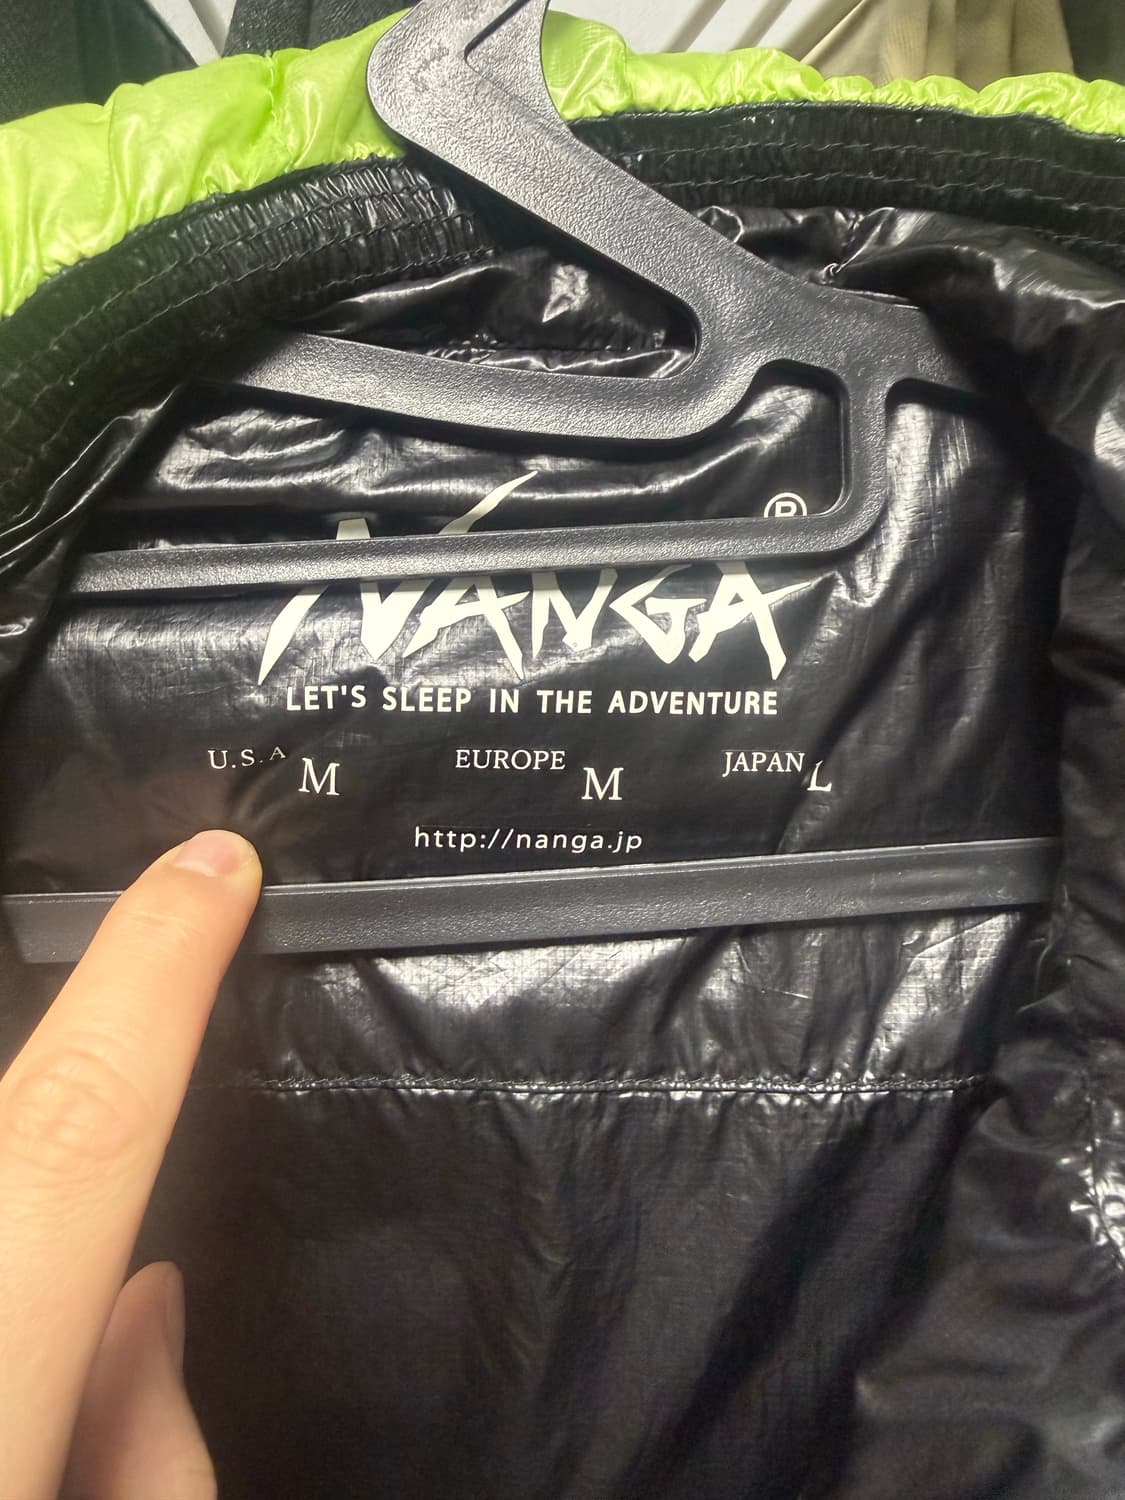 NANGA®
LET'S SLEEP IN THE ADVENTURE
U.S.A M EUROPE M JAPAN L
http://nanga.jp